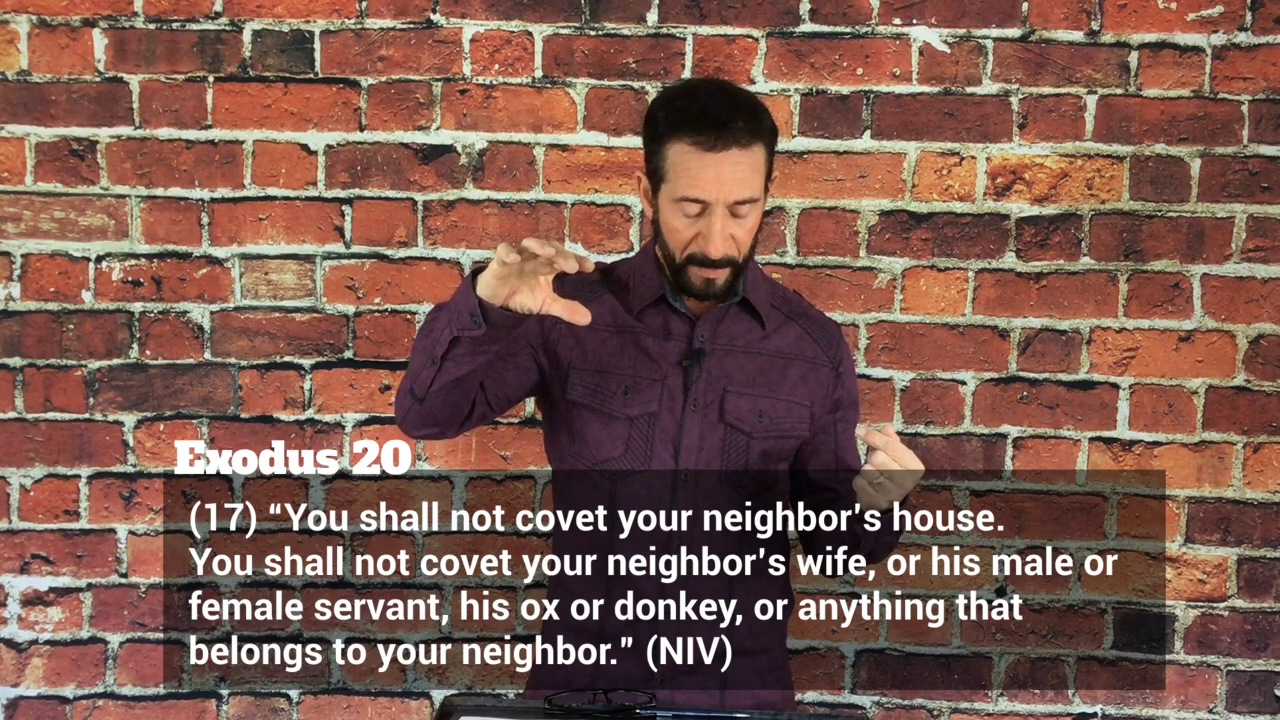 Exodus 20
(17) “You shall not covet your neighbor’s house.
You shall not covet your neighbor’s wife, or his male or
female servant, his ox or donkey, or anything that
belongs to your neighbor.” (NIV)